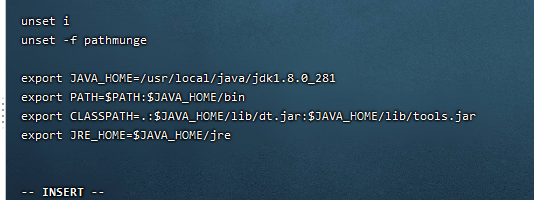 unset i
unset -f pathmunge
export JAVA_HOME=/usr/local/java/jdk1.8.0_281
export PATH=$PATH:$JAVA_HOME/bin
export CLASSPATH=.:$JAVA_HOME/lib/dt.jar:$JAVA_HOME/lib/tools.jar
export JRE_HOME=$JAVA_HOME/jre
-- INSERT --